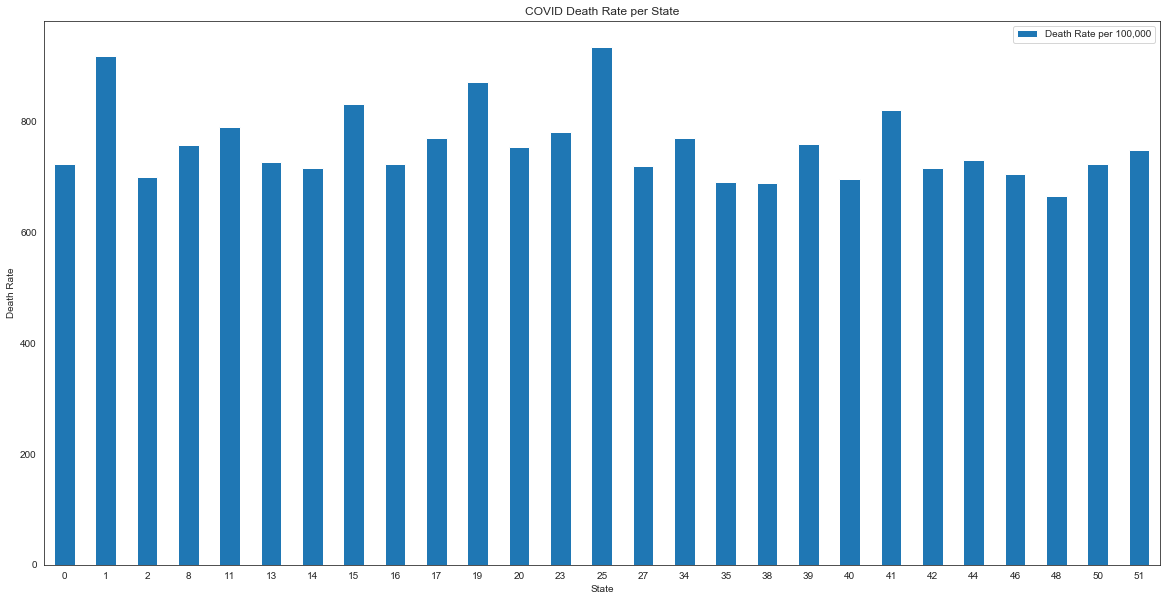 COVID Death Rate per State
Death Rate per 100,000
Death Rate
800
600
400
200
0
0 1 2 8 11 13 14 15 16 17 19 20 23 25 27 34 35 38 39 40 41 42 44 46 48 50 51
State